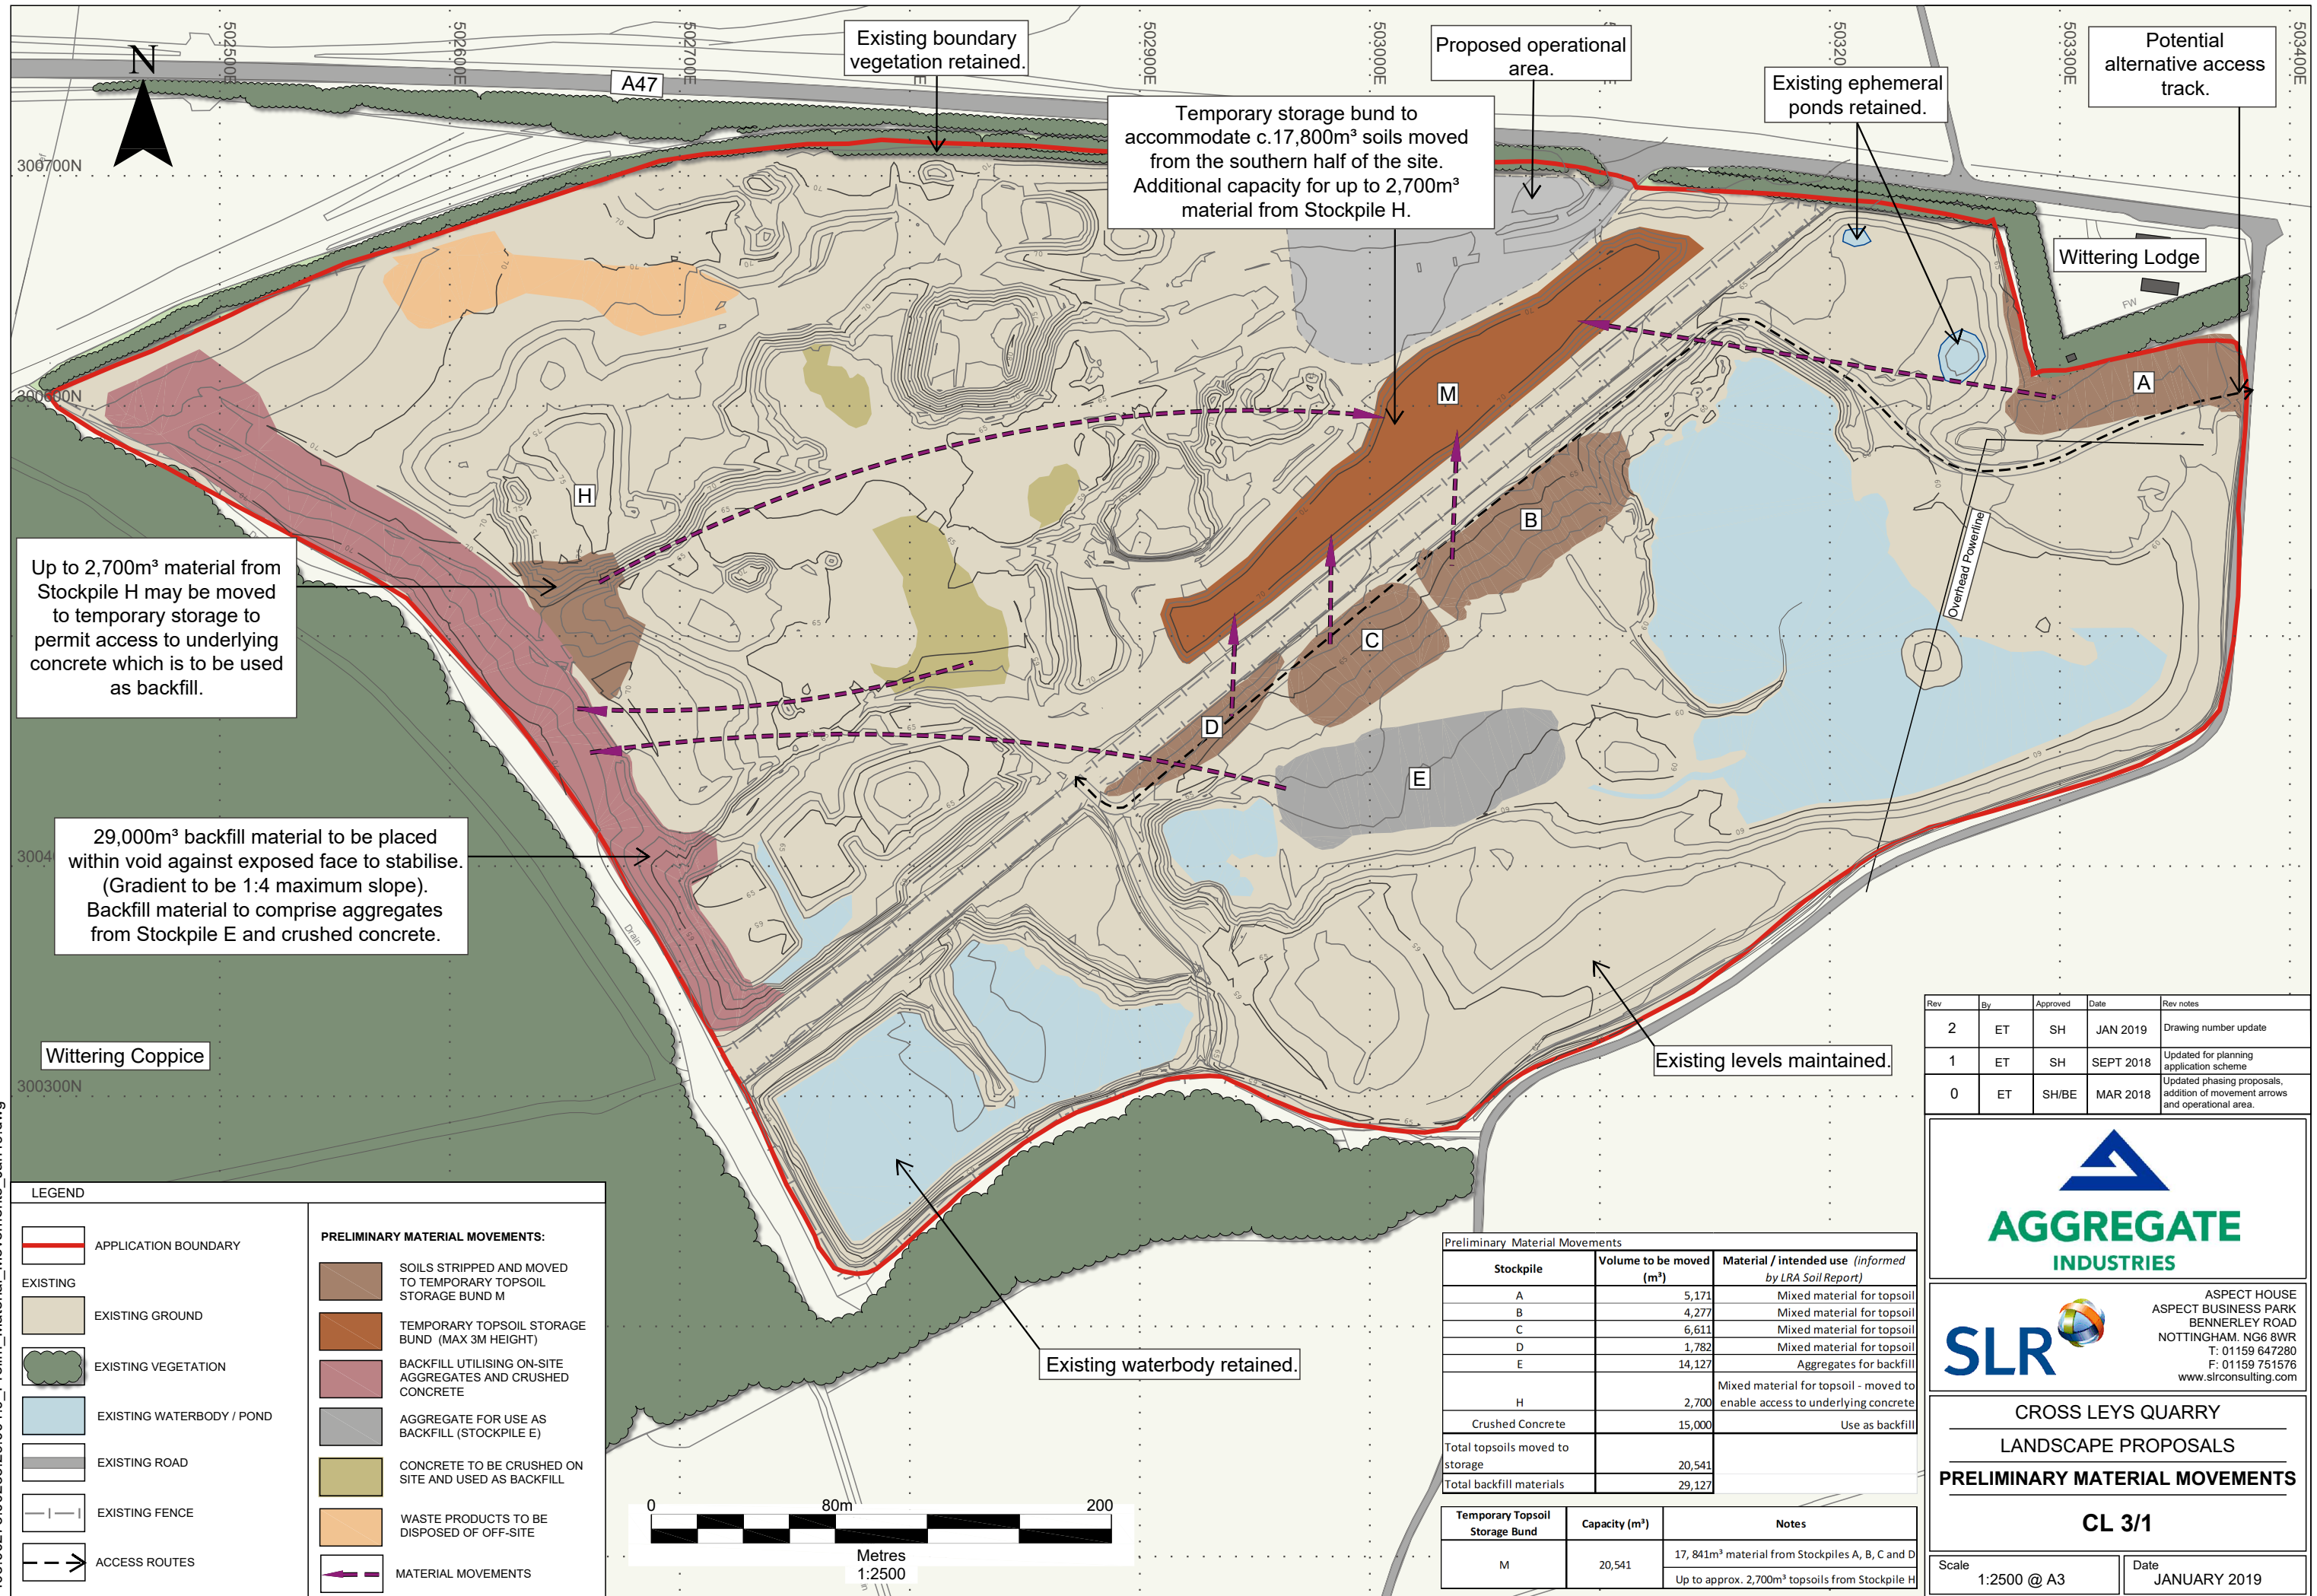 502500E
502600E
502700E
502900E
503000E
50320
503300E
503400E
N
A47
300700N
300600N
3004
300300N
Existing boundary
vegetation retained.
Proposed operational
area.
Existing ephemeral
ponds retained.
Potential
alternative access
track.
Temporary storage bund to
accommodate c.17,800m³ soils moved
from the southern half of the site.
Additional capacity for up to 2,700m³
material from Stockpile H.
Wittering Lodge
FW
A
M
H
B
C
D
E
Overhead Powerline
Up to 2,700m³ material from
Stockpile H may be moved
to temporary storage to
permit access to underlying
concrete which is to be used
as backfill.
29,000m³ backfill material to be placed
within void against exposed face to stabilise.
(Gradient to be 1:4 maximum slope).
Backfill material to comprise aggregates
from Stockpile E and crushed concrete.
Drain
Wittering Coppice
Existing levels maintained.
Existing waterbody retained.
LEGEND
APPLICATION BOUNDARY
EXISTING
EXISTING GROUND
EXISTING VEGETATION
EXISTING WATERBODY / POND
EXISTING ROAD
EXISTING FENCE
ACCESS ROUTES
PRELIMINARY MATERIAL MOVEMENTS:
SOILS STRIPPED AND MOVED
TO TEMPORARY TOPSOIL
STORAGE BUND M
TEMPORARY TOPSOIL STORAGE
BUND (MAX 3M HEIGHT)
BACKFILL UTILISING ON-SITE
AGGREGATES AND CRUSHED
CONCRETE
AGGREGATE FOR USE AS
BACKFILL (STOCKPILE E)
CONCRETE TO BE CRUSHED ON
SITE AND USED AS BACKFILL
WASTE PRODUCTS TO BE
DISPOSED OF OFF-SITE
MATERIAL MOVEMENTS
0 80m 200
Metres
1:2500
Preliminary Material Movements
Stockpile Volume to be moved (m³) Material / intended use (informed by LRA Soil Report)
A 5,171 Mixed material for topsoil
B 4,277 Mixed material for topsoil
C 6,611 Mixed material for topsoil
D 1,782 Mixed material for topsoil
E 14,127 Aggregates for backfill
H 2,700 Mixed material for topsoil - moved to enable access to underlying concrete
Crushed Concrete 15,000 Use as backfill
Total topsoils moved to storage 20,541
Total backfill materials 29,127
Temporary Topsoil Storage Bund Capacity (m³) Notes
M 20,541 17, 841m³ material from Stockpiles A, B, C and D
Up to approx. 2,700m³ topsoils from Stockpile H
Rev By Approved Date Rev notes
2 ET SH JAN 2019 Drawing number update
1 ET SH SEPT 2018 Updated for planning application scheme
0 ET SH/BE MAR 2018 Updated phasing proposals, addition of movement arrows and operational area.
AGGREGATE
INDUSTRIES
SLR
ASPECT HOUSE
ASPECT BUSINESS PARK
BENNERLEY ROAD
NOTTINGHAM. NG6 8WR
T: 01159 647280
F: 01159 751576
www.slrconsulting.com
CROSS LEYS QUARRY
LANDSCAPE PROPOSALS
PRELIMINARY MATERIAL MOVEMENTS
CL 3/1
Scale
1:2500 @ A3
Date
JANUARY 2019